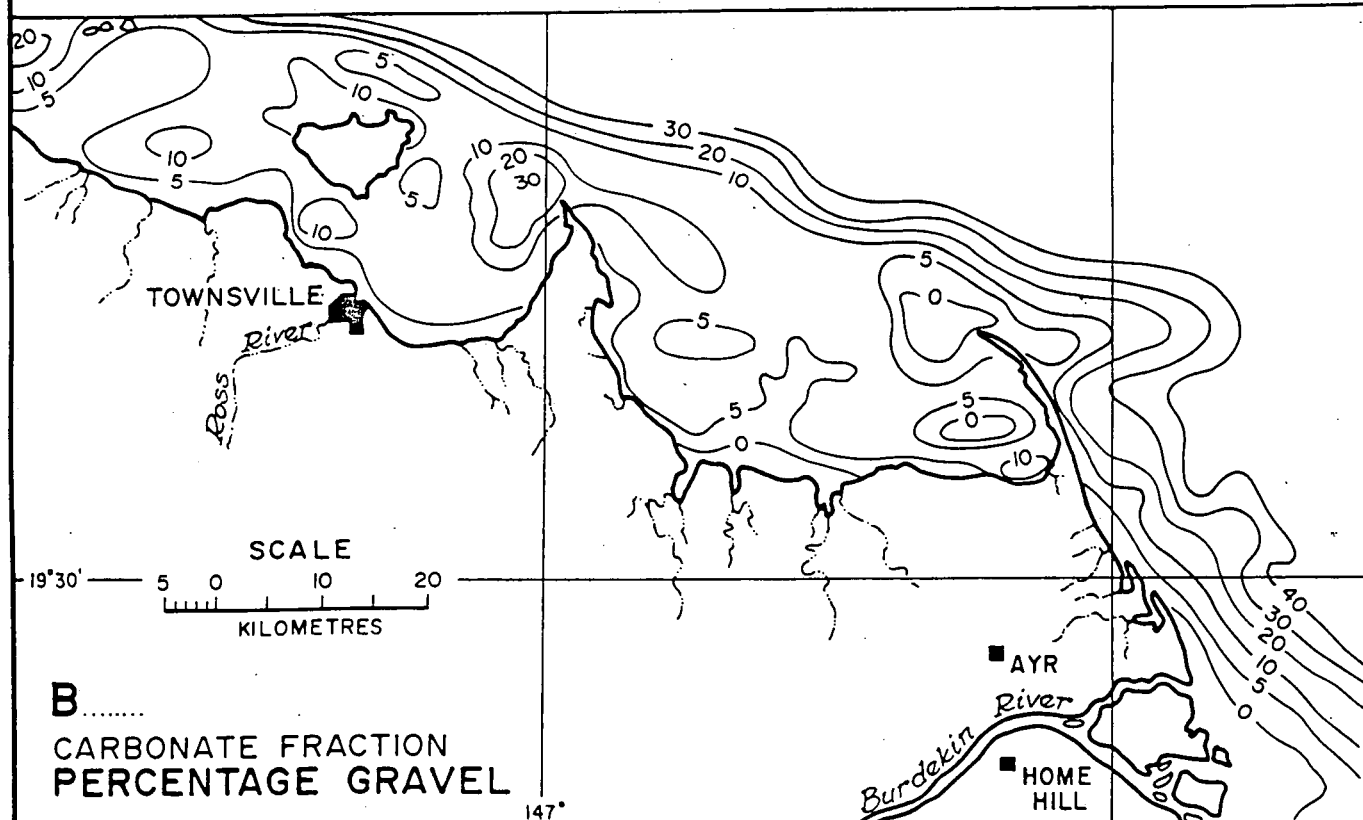 20
10
5
5
10
10
5
10
20
30
5
10
30
20
10
5
0
5
5
0
5
0
10
TOWNSVILLE
River
Ross
SCALE
19°30'
5 0 10 20
KILOMETRES
40
30
20
10
5
0
AYR
Burdekin River
HOME
HILL
B........
CARBONATE FRACTION
PERCENTAGE GRAVEL
147°